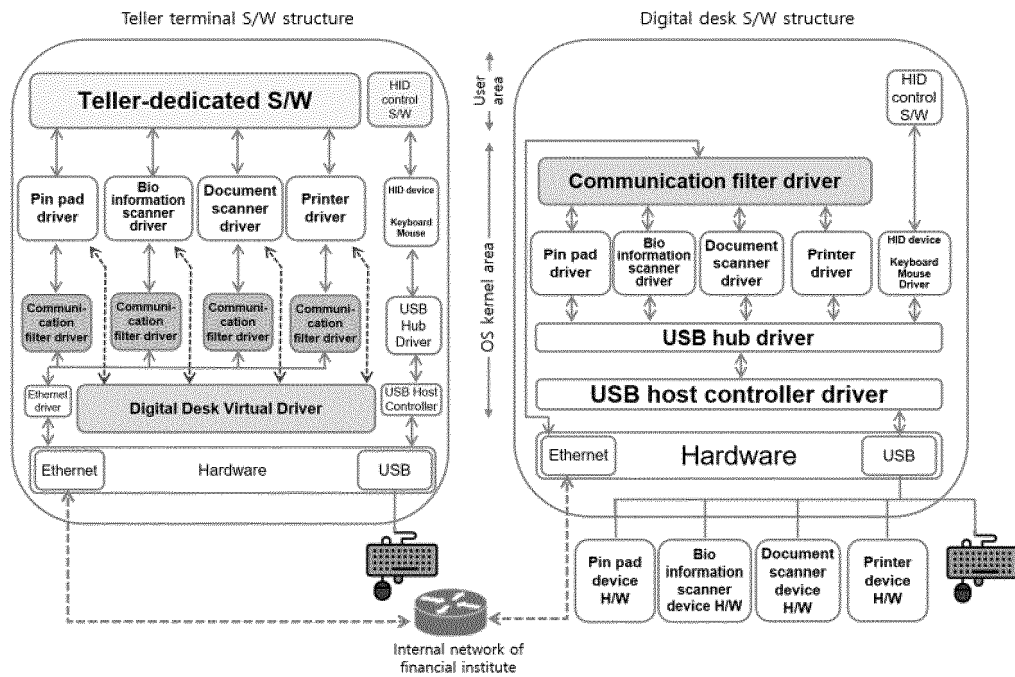 Teller terminal S/W structure
Digital desk S/W structure
Teller-dedicated S/W
HID
control
S/W
User
area
HID
control
S/W
Pin pad
driver
Bio
information
scanner
driver
Document
scanner
driver
Printer
driver
HID device
Keyboard
Mouse
OS kernel area
Communication filter driver
Pin pad
driver
Bio
information
scanner
driver
Document
scanner
driver
Printer
driver
HID device
Keyboard
Mouse
Driver
Communi-
cation
filter driver
Communi-
cation
filter driver
Communi-
cation
filter driver
Communi-
cation
filter driver
USB
Hub
Driver
USB hub driver
Ethernet
driver
Digital Desk Virtual Driver
USB Host
Controller
USB host controller driver
Ethernet
Hardware
USB
Ethernet
Hardware
USB
Pin pad
device
H/W
Bio
information
scanner
device H/W
Document
scanner
device
H/W
Printer
device
H/W
Internal network of
financial institute